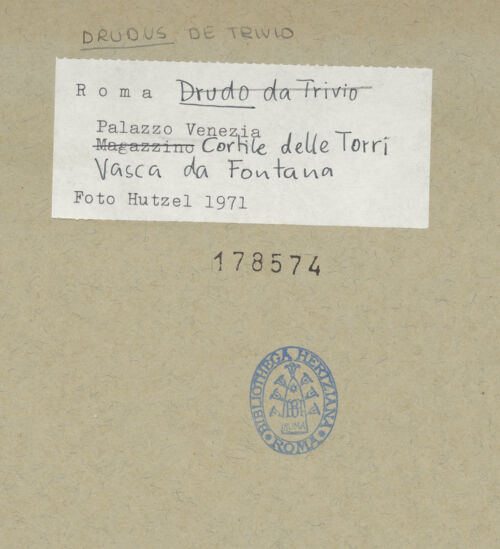 DRUDUS DE TRIVIO
Roma Drudo da Trivio
Palazzo Venezia
Magazzino Cortile delle Torri
Vasca da Fontana
Foto Hutzel 1971
178574
BIBLIOTHECA HERTZIANA
ROMA